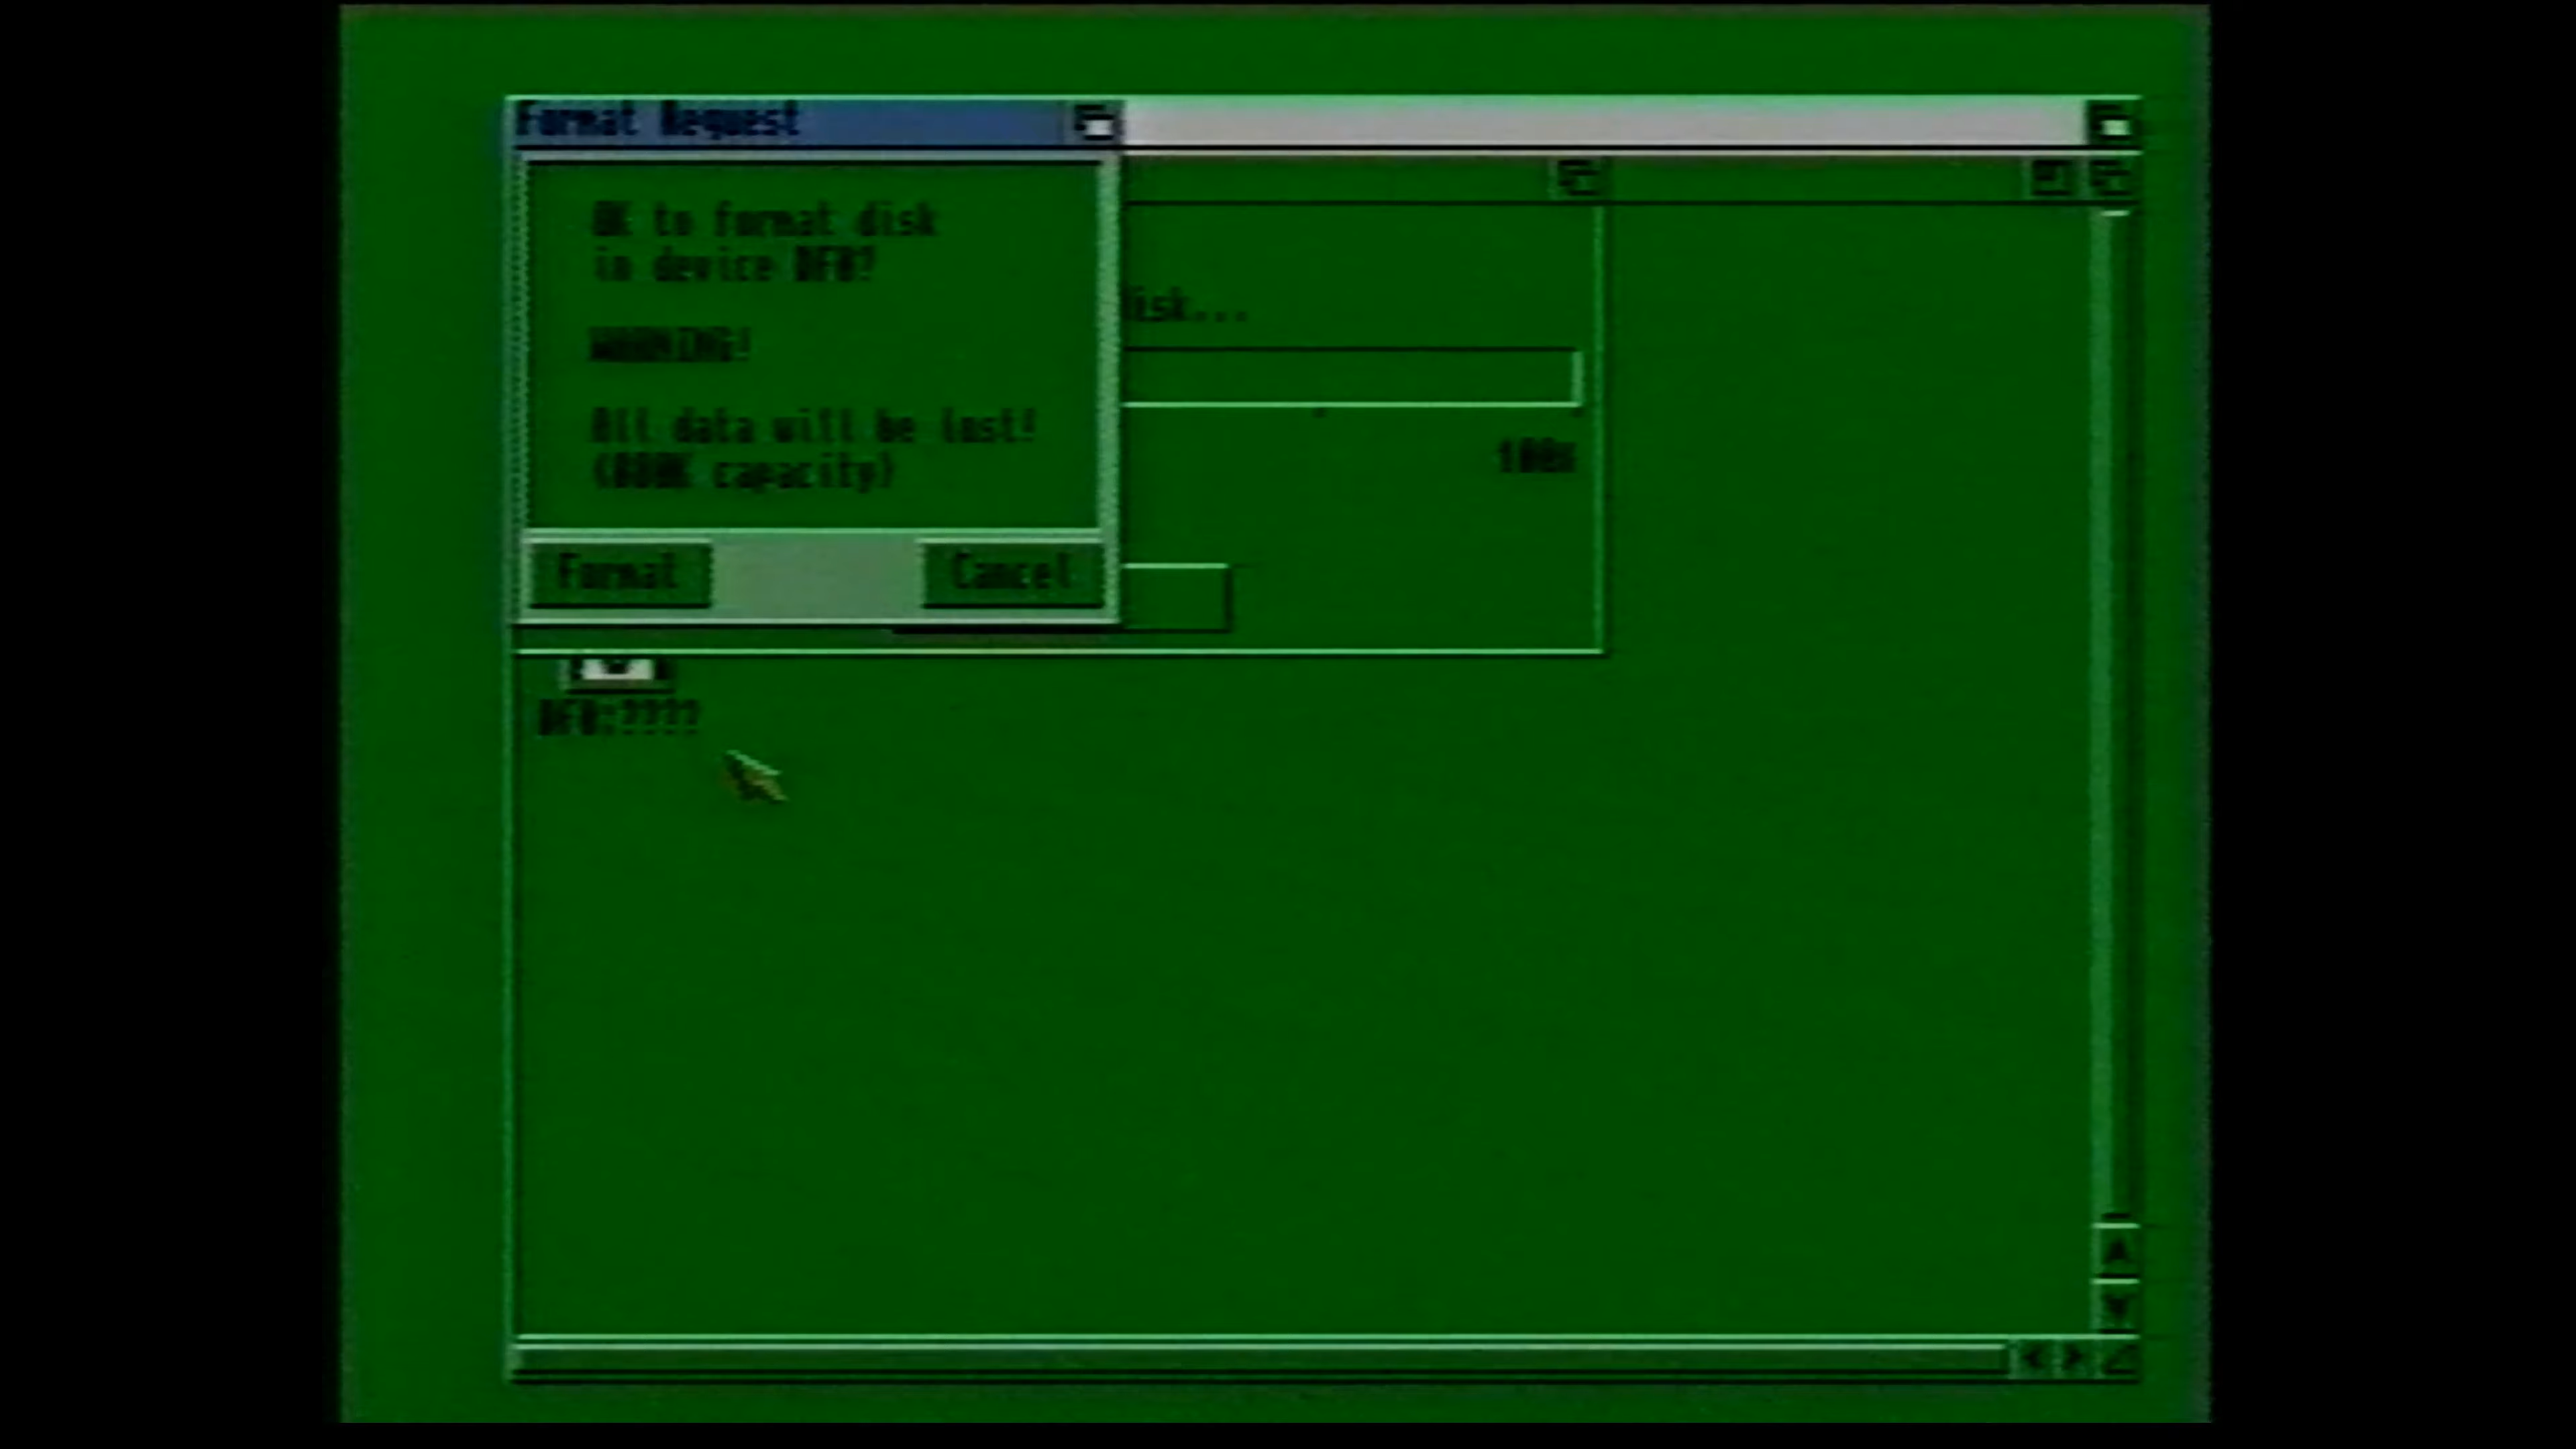 Format Request
OK to format disk
in device DF0?
WARNING!
All data will be lost!
(880K capacity)
Format
Cancel
disk...
100%
DF0:????